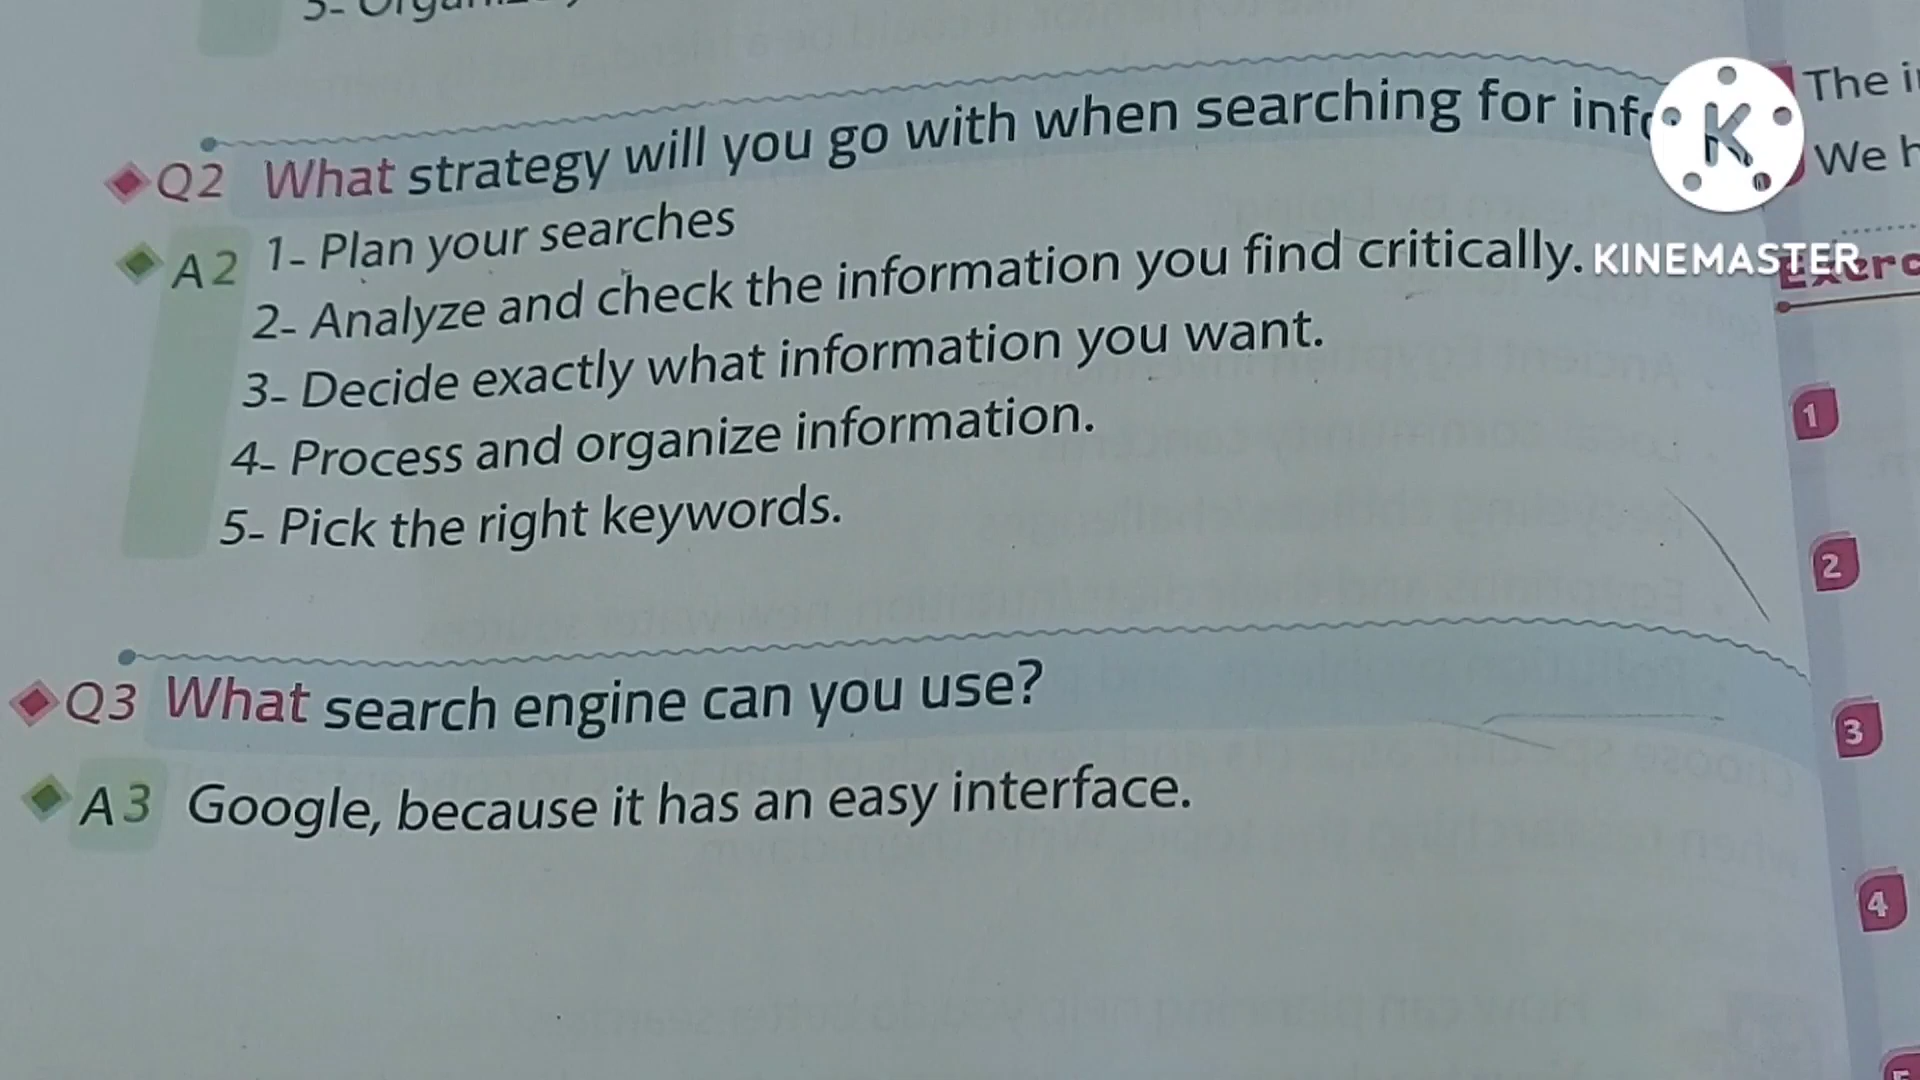 Q2 What strategy will you go with when searching for
A2 1- Plan your searches
2- Analyze and check the information you find critically.
3- Decide exactly what information you want.
4- Process and organize information.
5- Pick the right keywords.
Q3 What search engine can you use?
A3 Google, because it has an easy interface.
The
We
KINEMASTER
1
2
3
4